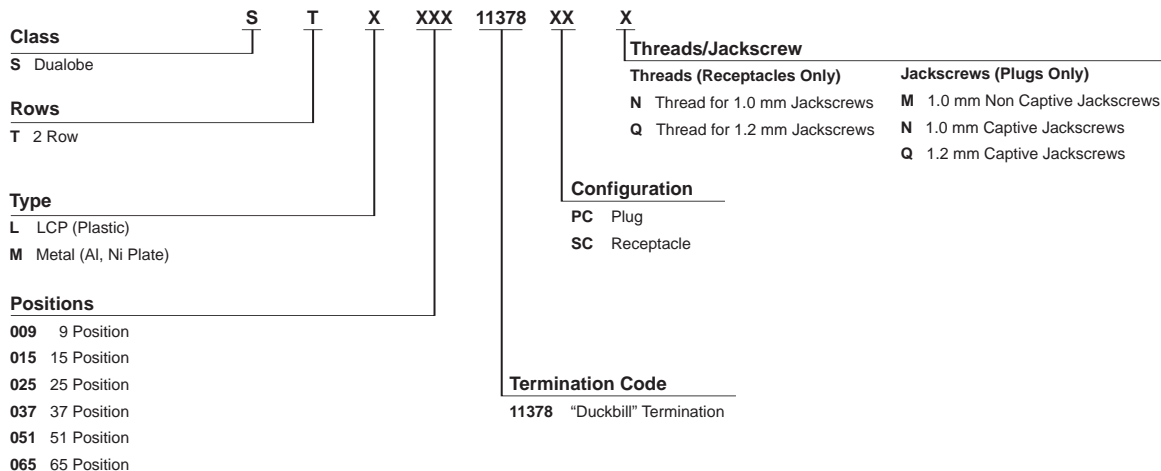 S T X XXX 11378 XX X
Class
S Dualobe
Rows
T 2 Row
Type
L LCP (Plastic)
M Metal (Al, Ni Plate)
Positions
009 9 Position
015 15 Position
025 25 Position
037 37 Position
051 51 Position
065 65 Position
Termination Code
11378 “Duckbill” Termination
Configuration
PC Plug
SC Receptacle
Threads/Jackscrew
Threads (Receptacles Only)
N Thread for 1.0 mm Jackscrews
Q Thread for 1.2 mm Jackscrews
Jackscrews (Plugs Only)
M 1.0 mm Non Captive Jackscrews
N 1.0 mm Captive Jackscrews
Q 1.2 mm Captive Jackscrews